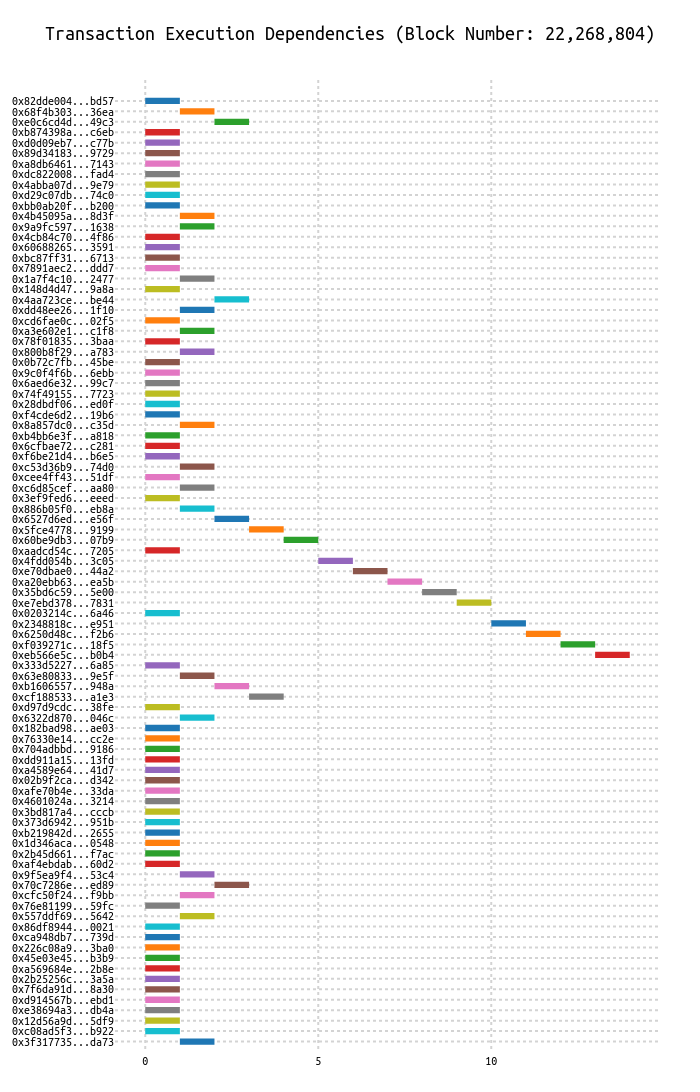 Transaction Execution Dependencies (Block Number: 22,268,804)
0x82dde004...bd57
0x68f4b303...36ea
0xe0c6cd4d...49c3
0xb874398a...c6eb
0xd0d09eb7...c77b
0x89d34183...9729
0xa8db6461...7143
0xdc822008...fad4
0x4abba07d...9e79
0xd29c07db...74c0
0xbb0ab20f...b200
0x4b45095a...8d3f
0x9a9fc597...1638
0x4cb84c70...4f86
0x60688265...3591
0xbc87ff31...6713
0x7891aec2...ddd7
0x1a7f4c10...2477
0x148d4d47...9a8a
0x4aa723ce...be44
0xdd48ee26...1f10
0xcd6fae0c...02f5
0xa3e602e1...c1f8
0x78f01835...3baa
0x800b8f29...a783
0x0b72c7fb...45be
0x9c0f4f6b...6ebb
0x6aed6e32...99c7
0x74f49155...7723
0x28dbdf06...ed0f
0xf4cde6d2...19b6
0x8a857dc0...c35d
0xb4bb6e3f...a818
0x6cfbae72...c281
0xf6be21d4...b6e5
0xc53d36b9...74d0
0xcee4ff43...51df
0xc6d85cef...aa80
0x3ef9fed6...eeed
0x886b05f0...eb8a
0x6527d6ed...e56f
0x5fce4778...9199
0x60be9db3...07b9
0xaadcd54c...7205
0x4fdd054b...3c05
0xe70dbae0...44a2
0xa20ebb63...ea5b
0x35bd6c59...5e00
0xe7ebd378...7831
0x0203214c...6a46
0x2348818c...e951
0x6250d48c...f2b6
0xf039271c...18f5
0xeb566e5c...b0b4
0x333d5227...6a85
0x63e80833...9e5f
0xb1606557...948a
0xcf188533...a1e3
0xd97d9cdc...38fe
0x6322d870...046c
0x182bad98...ae03
0x76330e14...cc2e
0x704adbbd...9186
0xdd911a15...13fd
0xa4589e64...41d7
0x02b9f2ca...d342
0xafe70b4e...33da
0x4601024a...3214
0x3bd817a4...cccb
0x373d6942...951b
0xb219842d...2655
0x1d346aca...0548
0x2b45d661...f7ac
0xaf4ebdab...60d2
0x9f5ea9f4...53c4
0x70c7286e...ed89
0xcfc50f24...f9bb
0x76e81199...59fc
0x557ddf69...5642
0x86df8944...0021
0xca948db7...739d
0x226c08a9...3ba0
0x45e03e45...b3b9
0xa569684e...2b8e
0x2b25256c...3a5a
0x7f6da91d...8a30
0xd914567b...ebd1
0xe38694a3...db4a
0x12d56a9d...5df9
0xc08ad5f3...b922
0x3f317735...da73
0 5 10